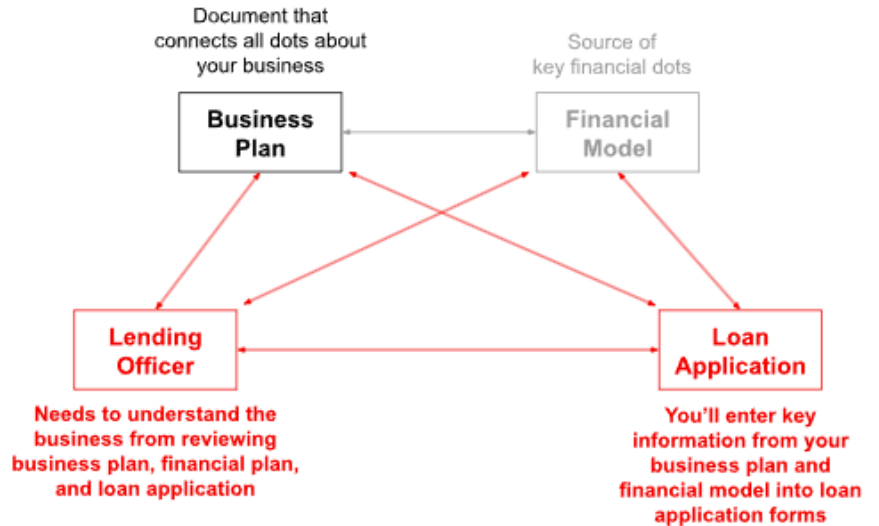 Document that
connects all dots about
your business
Source of
key financial dots
Business
Plan
Financial
Model
Lending
Officer
Loan
Application
Needs to understand the
business from reviewing
business plan, financial plan,
and loan application
You'll enter key
information from your
business plan and
financial model into loan
application forms